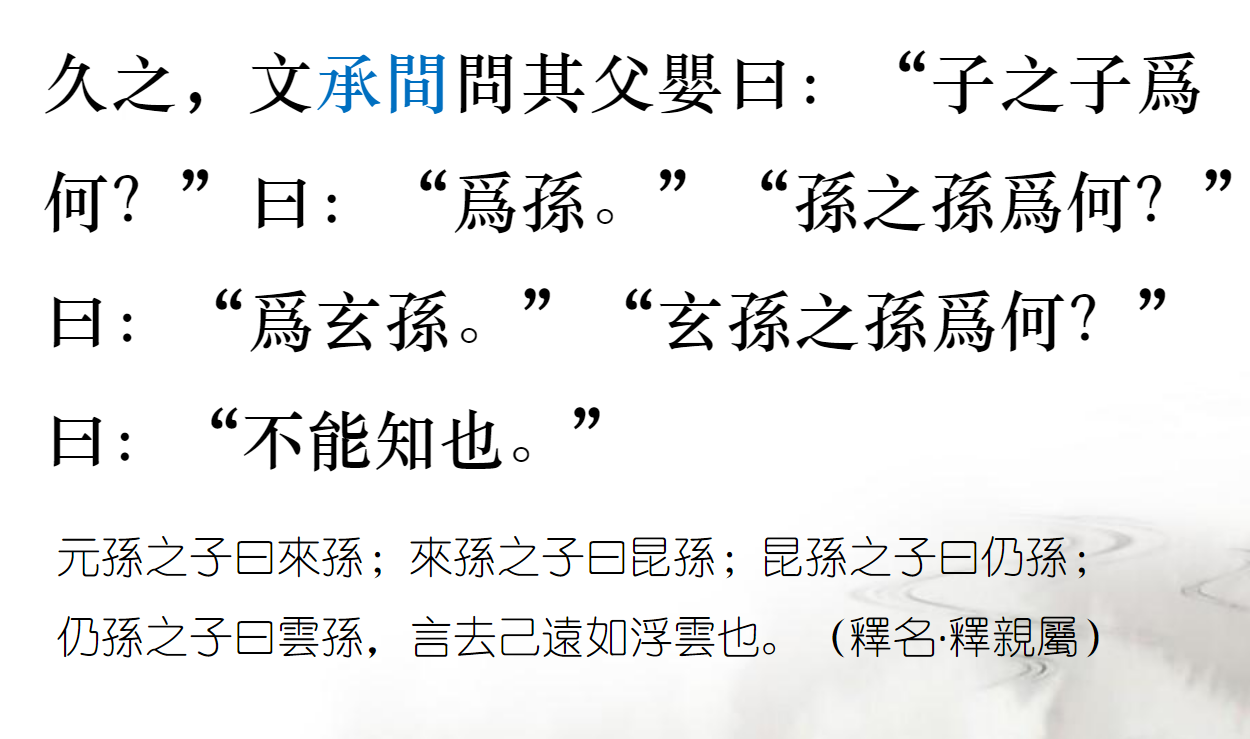 久之，文承間問其父嬰曰：“子之子爲
何？”曰：“爲孫。”“孫之孫爲何？”
曰：“爲玄孫。”“玄孫之孫爲何？”
曰：“不能知也。”
元孫之子曰來孫；來孫之子曰昆孫；昆孫之子曰仍孫；
仍孫之子曰雲孫，言去己遠如浮雲也。（釋名·釋親屬）